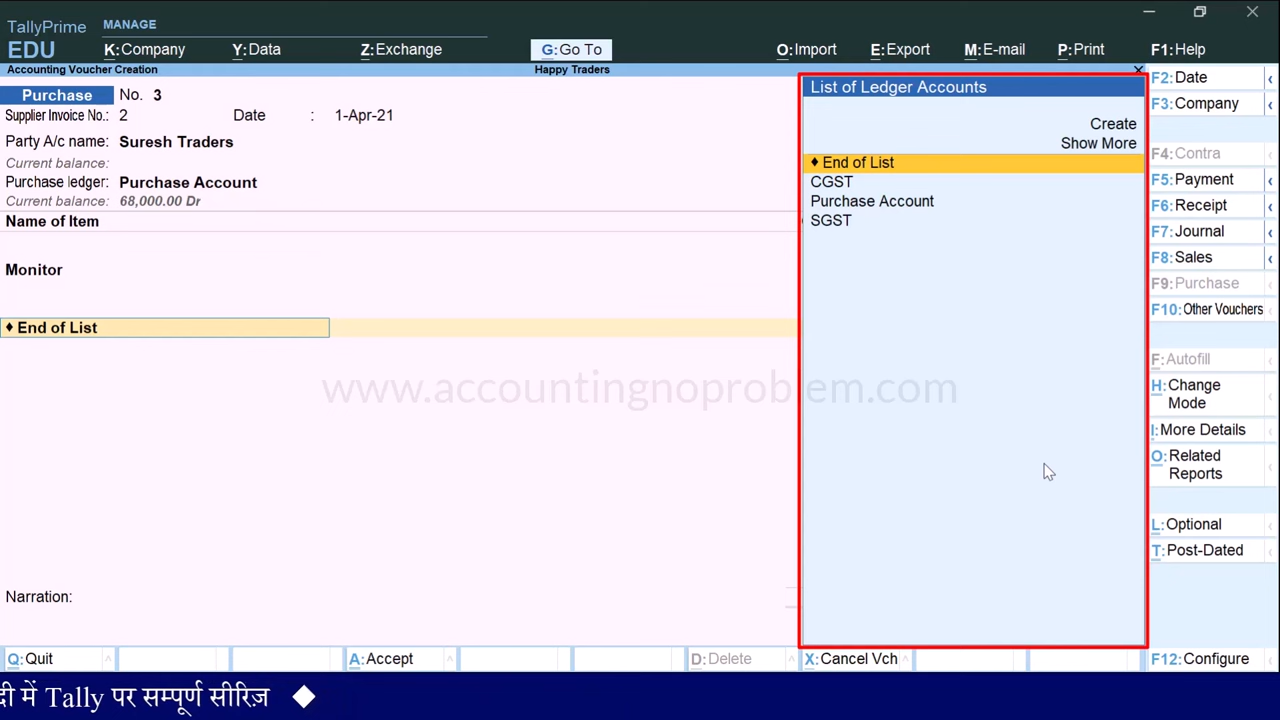 TallyPrime MANAGE
EDU K:Company Y:Data Z:Exchange G:Go To O:Import E:Export M:E-mail P:Print F1:Help
Accounting Voucher Creation Happy Traders
Purchase No. 3
Supplier Invoice No.: 2 Date : 1-Apr-21
Party A/c name: Suresh Traders
Current balance:
Purchase ledger: Purchase Account
Current balance: 68,000.00 Dr
Name of Item
Monitor
♦ End of List
Narration:
List of Ledger Accounts
Create
Show More
♦ End of List
CGST
Purchase Account
SGST
F2:Date
F3:Company
F4:Contra
F5:Payment
F6:Receipt
F7:Journal
F8:Sales
F9:Purchase
F10:Other Vouchers
F:Autofill
H:Change
Mode
I:More Details
O:Related
Reports
L:Optional
T:Post-Dated
www.accountingnoproblem.com
Q:Quit A:Accept D:Delete X:Cancel Vch F12:Configure
में Tally पर सम्पूर्ण सीरिज़